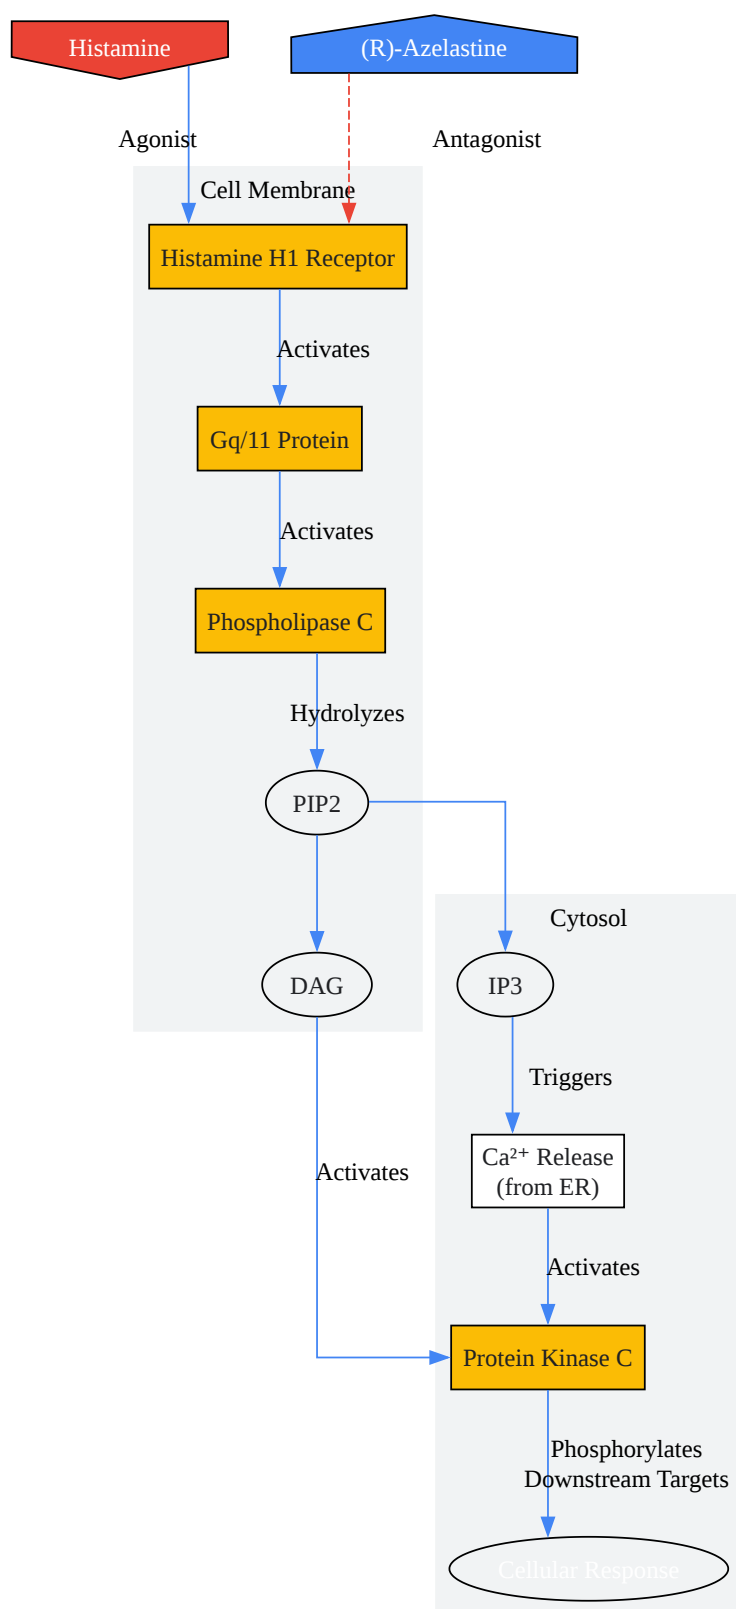 Histamine
(R)-Azelastine
Agonist
Antagonist
Cell Membrane
Histamine H1 Receptor
Activates
Gq/11 Protein
Activates
Phospholipase C
Hydrolyzes
PIP2
Cytosol
DAG
IP3
Triggers
Ca²⁺ Release
(from ER)
Activates
Activates
Protein Kinase C
Phosphorylates
Downstream Targets
Cellular Response